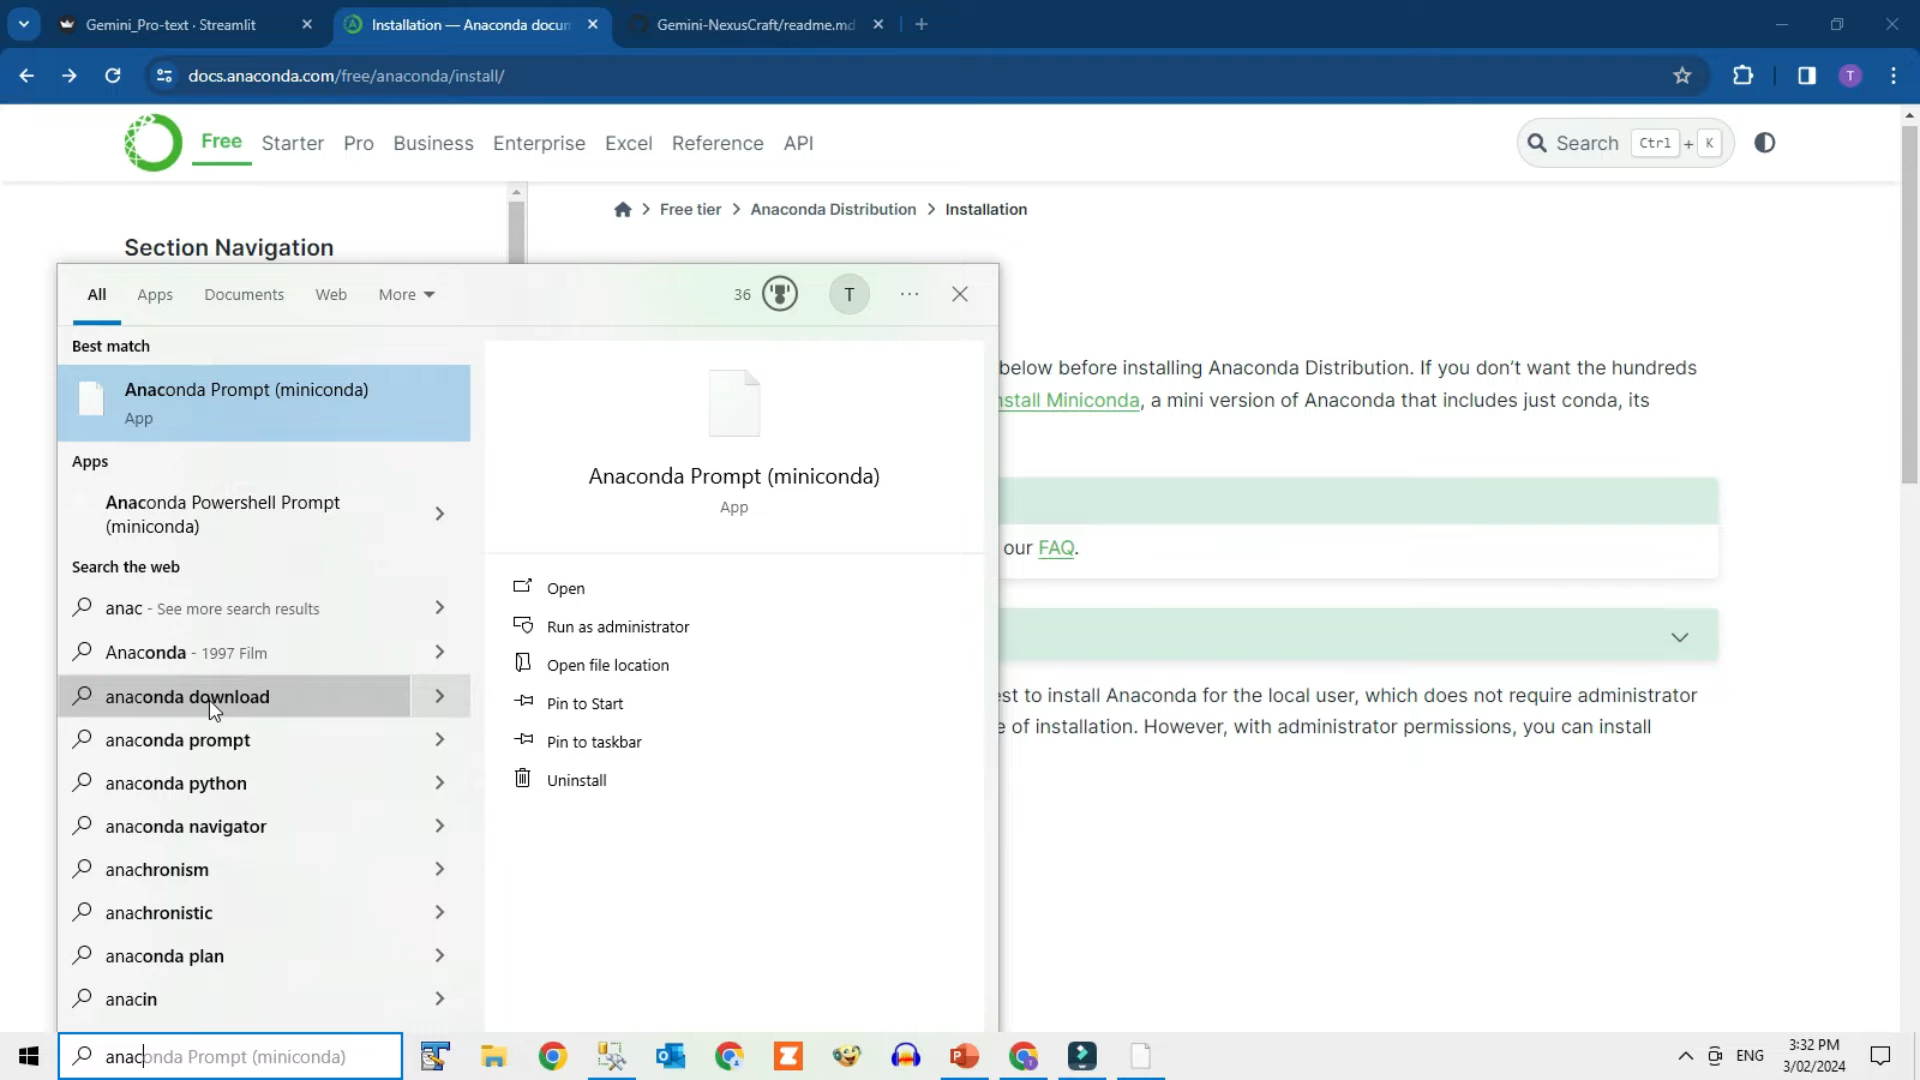 Gemini_Pro-text · Streamlit
Installation — Anaconda docun
Gemini-NexusCraft/readme.md
docs.anaconda.com/free/anaconda/install/
T
Free Starter Pro Business Enterprise Excel Reference API
Search Ctrl + K
Section Navigation
Free tier > Anaconda Distribution > Installation
All Apps Documents Web More 36 T
Best match
Anaconda Prompt (miniconda)
App
Apps
Anaconda Powershell Prompt
(miniconda)
Search the web
anac - See more search results
Anaconda - 1997 Film
anaconda download
anaconda prompt
anaconda python
anaconda navigator
anachronism
anachronistic
anaconda plan
anacin
Anaconda Prompt (miniconda)
App
Open
Run as administrator
Open file location
Pin to Start
Pin to taskbar
Uninstall
below before installing Anaconda Distribution. If you don’t want the hundreds
nstall Miniconda, a mini version of Anaconda that includes just conda, its
our FAQ.
est to install Anaconda for the local user, which does not require administrator
e of installation. However, with administrator permissions, you can install
anaconda Prompt (miniconda)
ENG
3:32 PM
3/02/2024